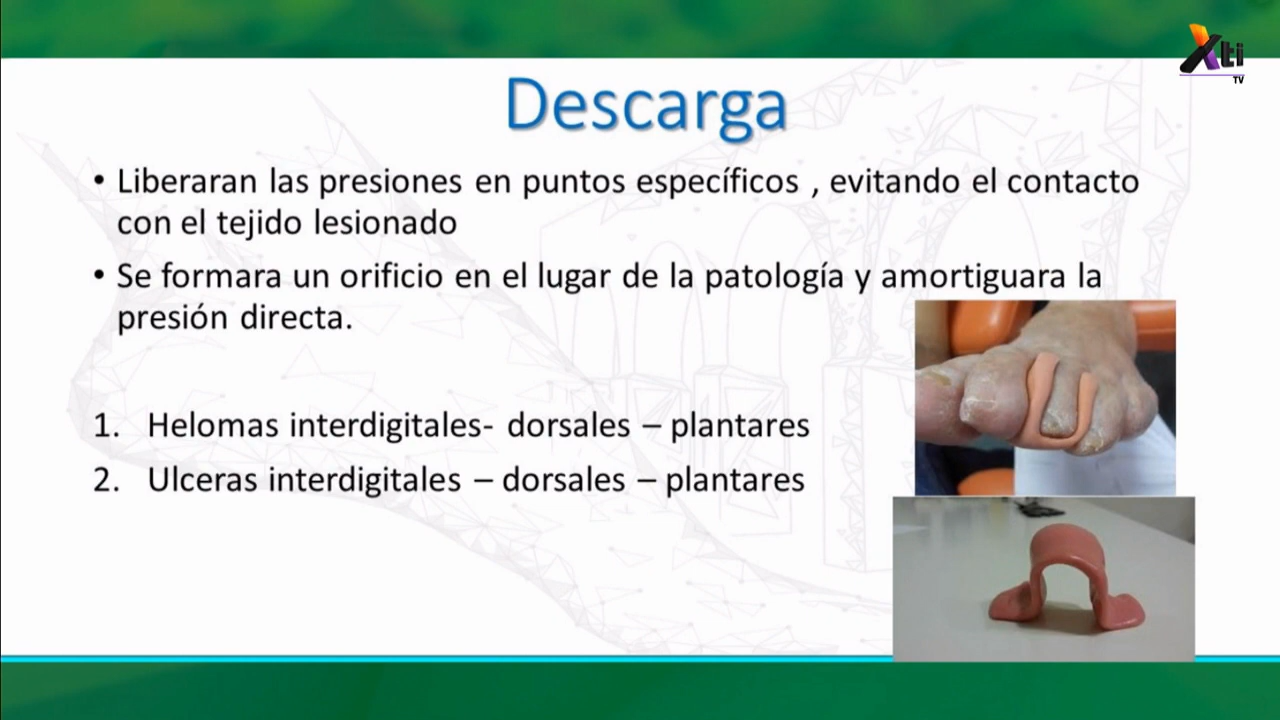 Xti
TV
Descarga
• Liberaran las presiones en puntos específicos , evitando el contacto
con el tejido lesionado
• Se formara un orificio en el lugar de la patología y amortiguara la
presión directa.
1. Helomas interdigitales- dorsales – plantares
2. Ulceras interdigitales – dorsales – plantares